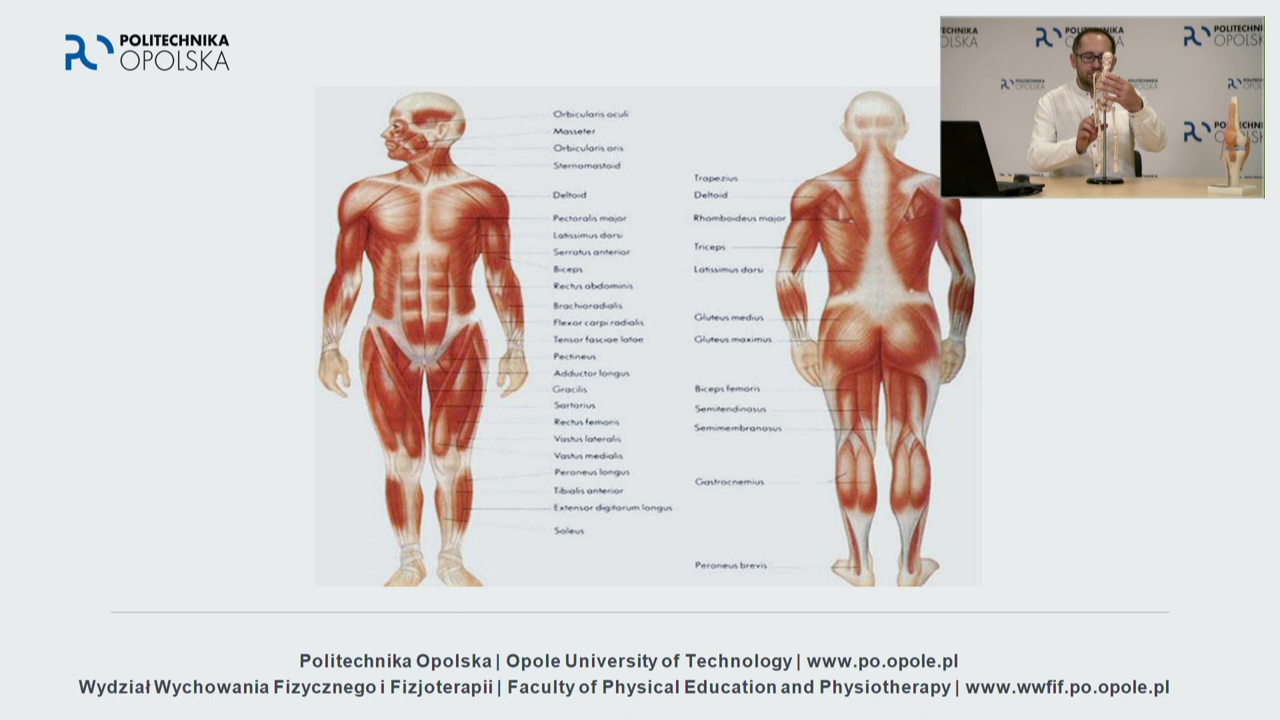 POLITECHNIKA
OPOLSKA
Orbicularis oculi
Masseter
Orbicularis oris
Sternomastoid
Deltoid
Pectoralis major
Latissimus dorsi
Serratus anterior
Biceps
Rectus abdominis
Brachioradialis
Flexor carpi radialis
Tensor fasciae latae
Pectineus
Adductor longus
Gracilis
Sartorius
Rectus femoris
Vastus lateralis
Vastus medialis
Peroneus longus
Tibialis anterior
Extensor digitorum longus
Soleus
Trapezius
Deltoid
Rhomboideus major
Triceps
Latissimus dorsi
Gluteus medius
Gluteus maximus
Biceps femoris
Semitendinosus
Semimembranosus
Gastrocnemius
Peroneus brevis
POLITECHNIKA
OPOLSKA
Politechnika Opolska | Opole University of Technology | www.po.opole.pl
Wydział Wychowania Fizycznego i Fizjoterapii | Faculty of Physical Education and Physiotherapy | www.wwfif.po.opole.pl